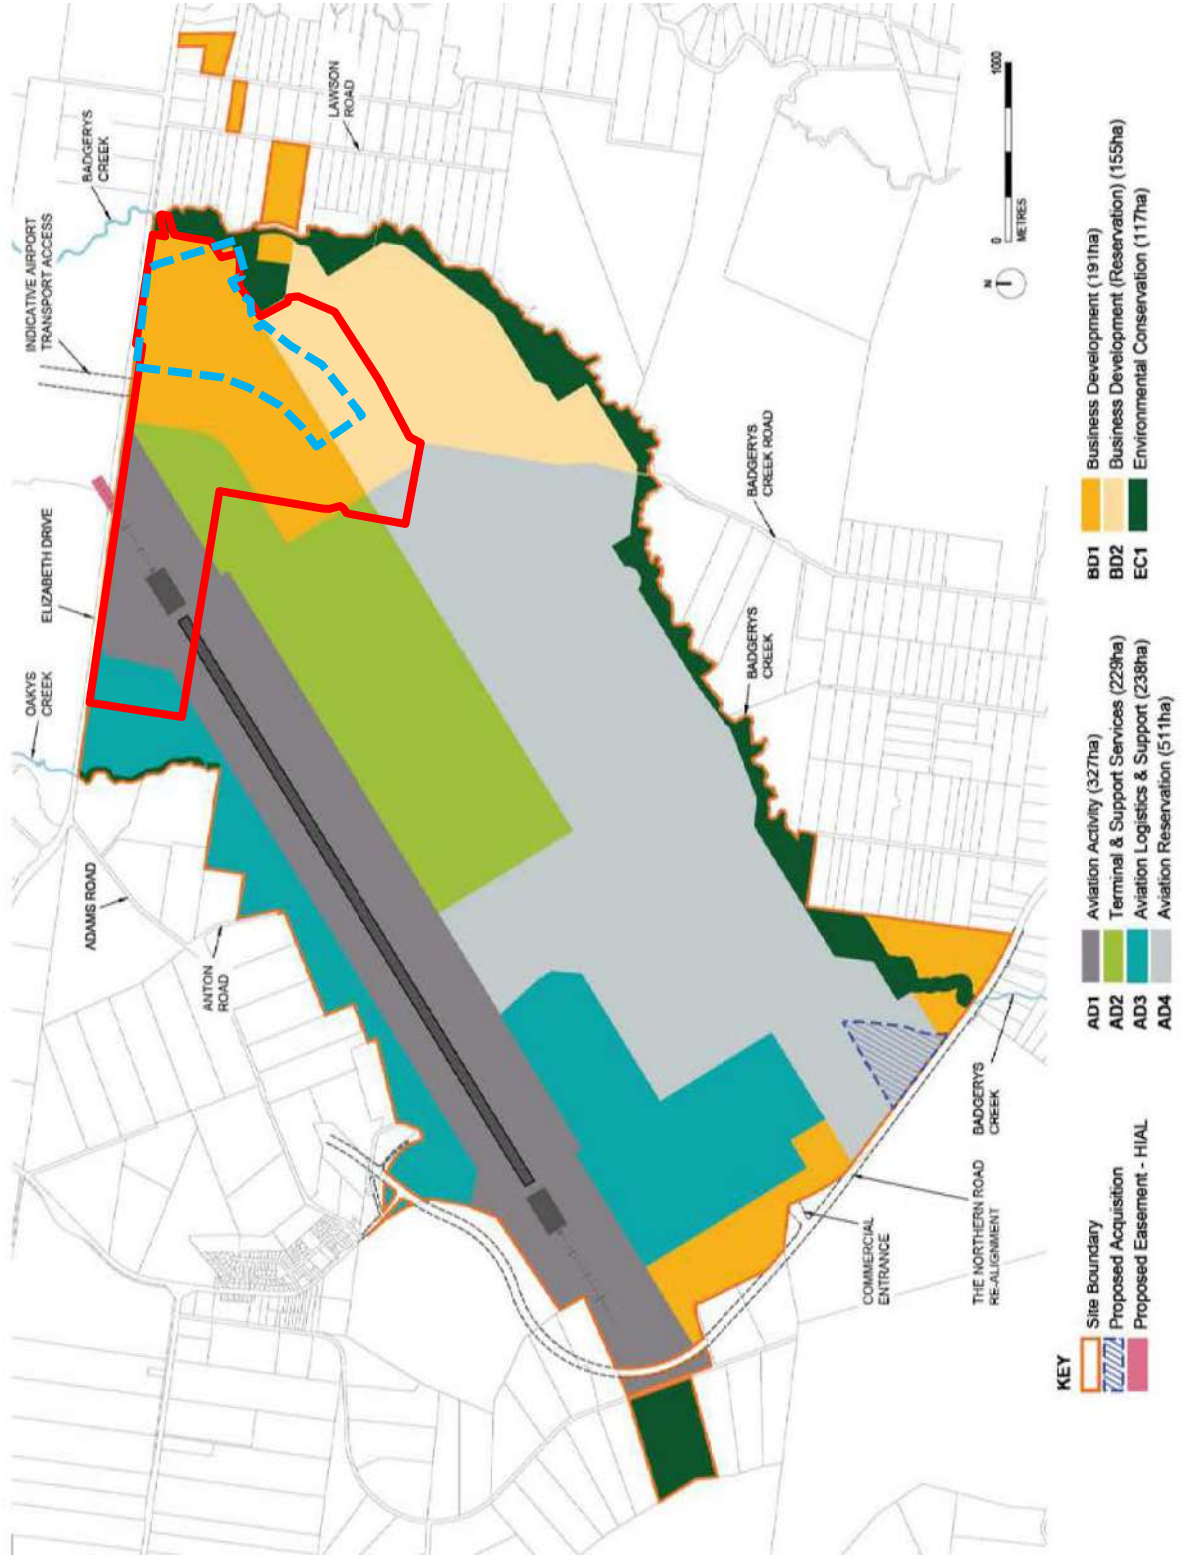 LAWSON
ROAD
BADGERYS
CREEK
INDICATIVE AIRPORT
TRANSPORT ACCESS
ELIZABETH DRIVE
OAKYS
CREEK
ADAMS ROAD
ANTON
ROAD
BADGERYS
CREEK ROAD
BADGERYS
CREEK
BADGERYS
CREEK
THE NORTHERN ROAD
RE-ALIGNMENT
COMMERCIAL
ENTRANCE
N
0
1000
METRES
KEY
Site Boundary
Proposed Acquisition
Proposed Easement - HIAL
AD1 Aviation Activity (327ha)
AD2 Terminal & Support Services (229ha)
AD3 Aviation Logistics & Support (238ha)
AD4 Aviation Reservation (511ha)
BD1 Business Development (191ha)
BD2 Business Development (Reservation) (155ha)
EC1 Environmental Conservation (117ha)